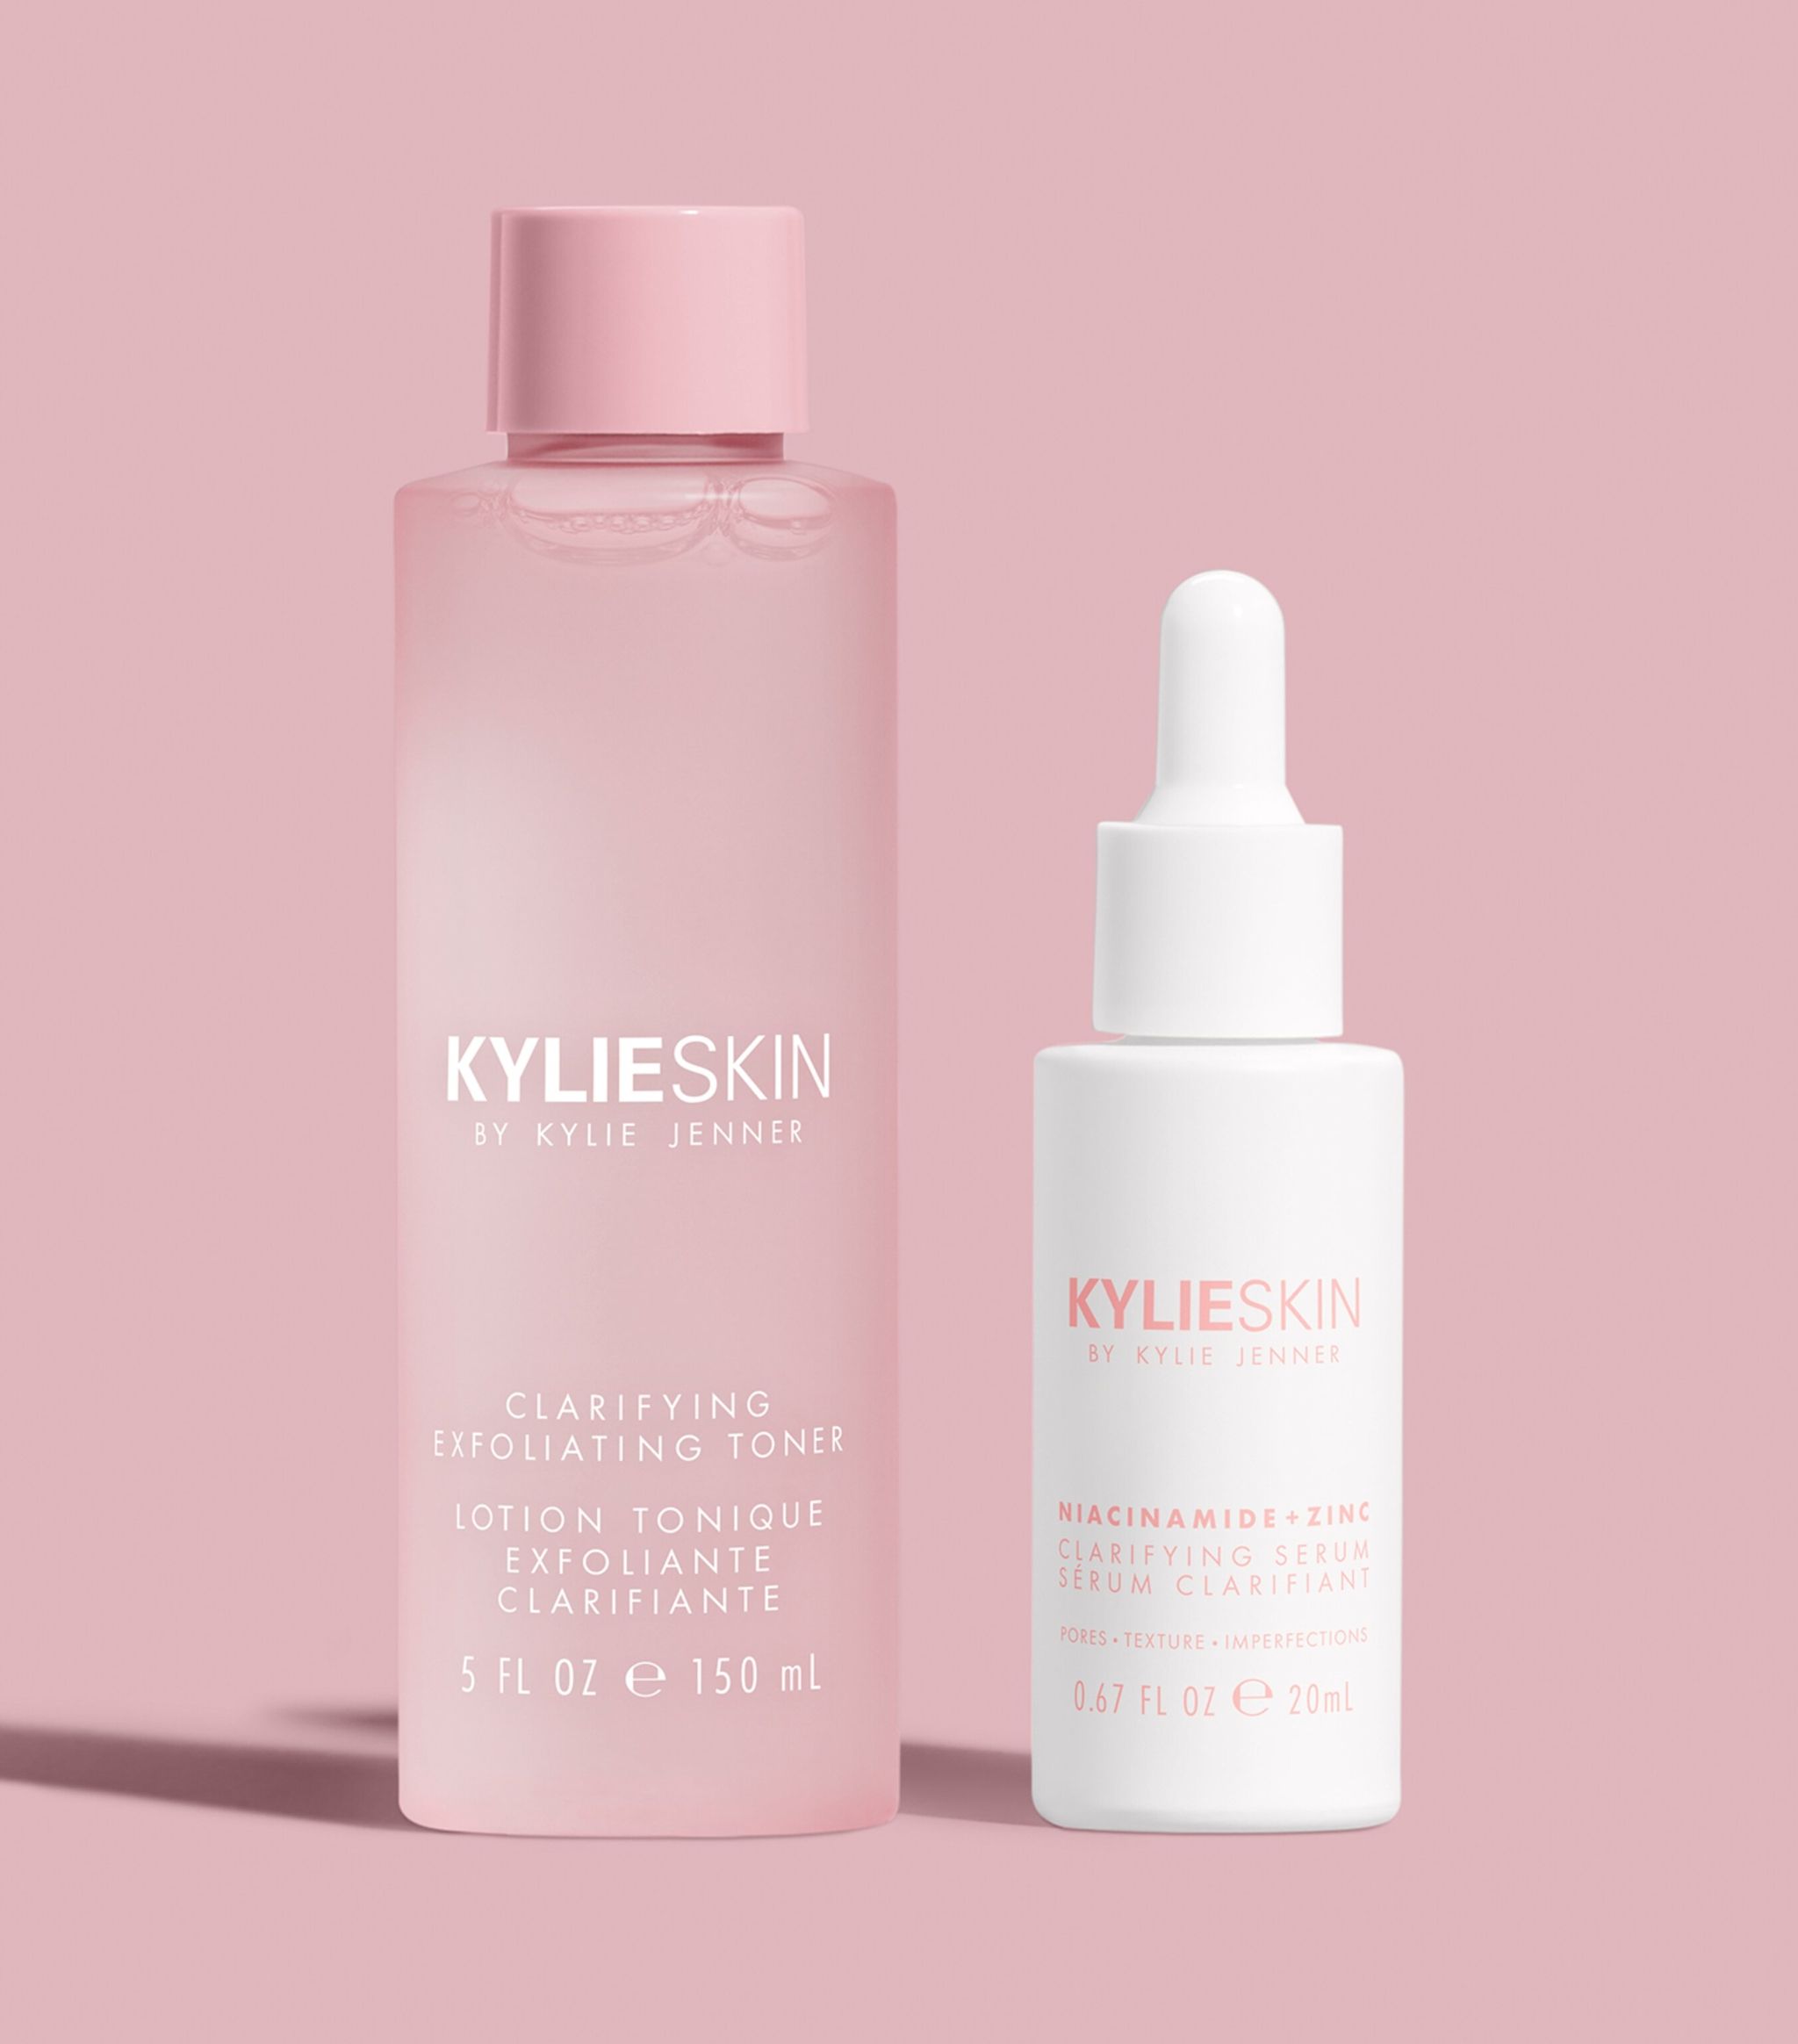 KYLIESKIN
BY KYLIE JENNER
CLARIFYING
EXFOLIATING TONER
LOTION TONIQUE
EXFOLIANTE
CLARIFIANTE
5 FL OZ ℮ 150 mL
KYLIESKIN
BY KYLIE JENNER
NIACINAMIDE+ZINC
CLARIFYING SERUM
SÉRUM CLARIFIANT
PORES • TEXTURE • IMPERFECTIONS
0.67 FL OZ ℮ 20mL